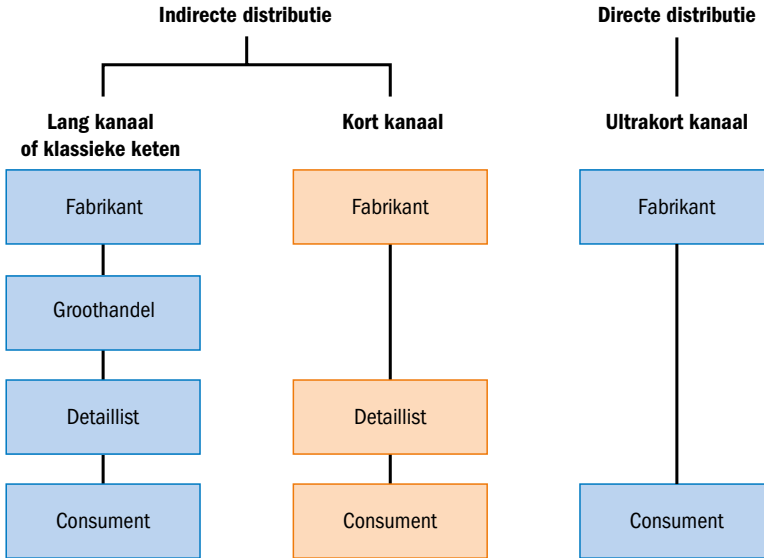 Indirecte distributie
Directe distributie
Lang kanaal
of klassieke keten
Kort kanaal
Ultrakort kanaal
Fabrikant
Fabrikant
Fabrikant
Groothandel
Detaillist
Detaillist
Consument
Consument
Consument